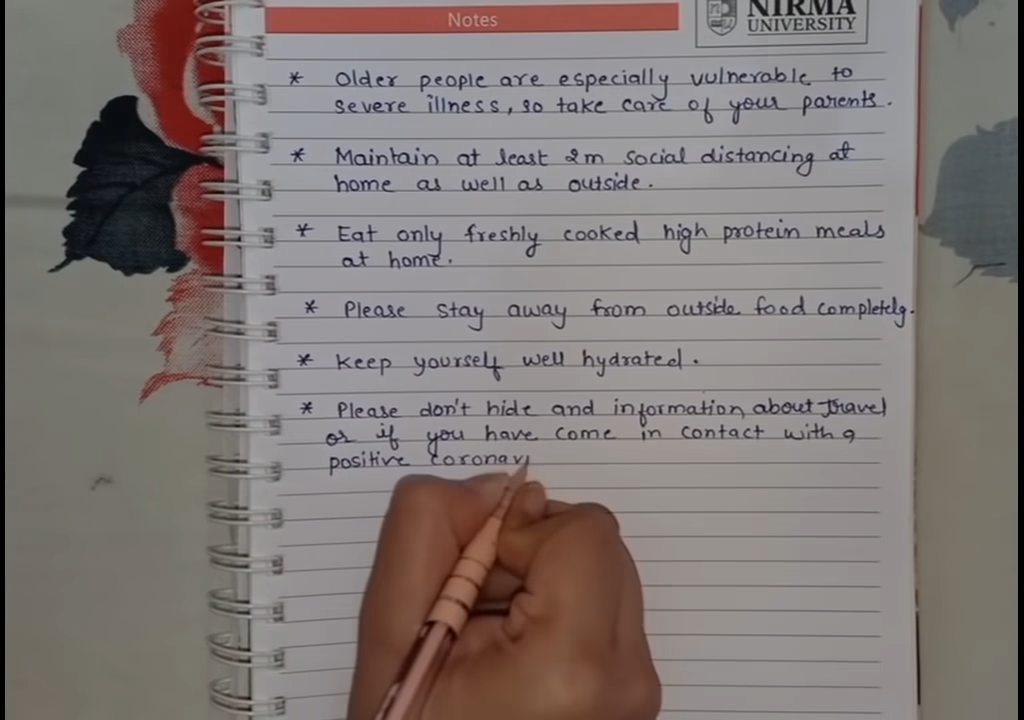 Notes
NIRMA
UNIVERSITY
* Older people are especially vulnerable to
severe illness, so take care of your parents.
* Maintain at least 2m social distancing at
home as well as outside.
* Eat only freshly cooked high protein meals
at home.
* Please stay away from outside food completely.
* Keep yourself well hydrated.
* Please don't hide and information about travel
or if you have come in contact with a
positive coronav